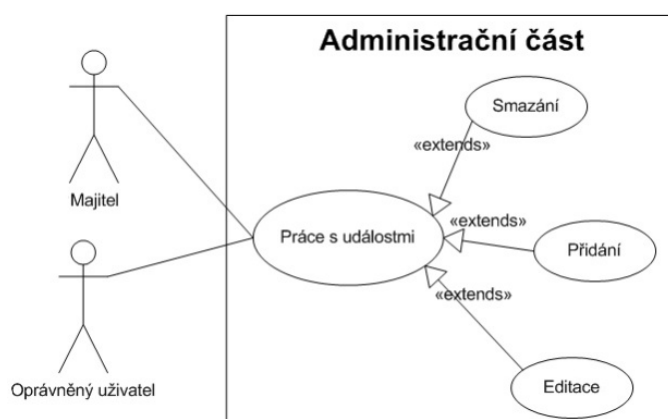 Administrační část
Smazání
«extends»
Majitel
Práce s událostmi
«extends»
Přidání
«extends»
Oprávněný uživatel
Editace